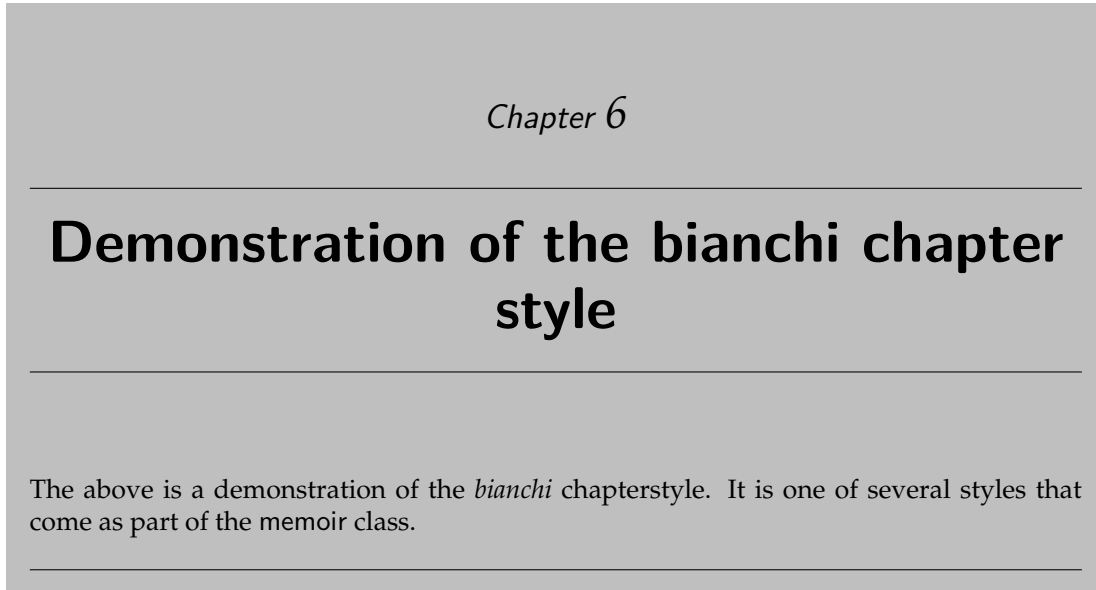 Chapter 6
Demonstration of the bianchi chapter
style
The above is a demonstration of the bianchi chapterstyle. It is one of several styles that
come as part of the memoir class.